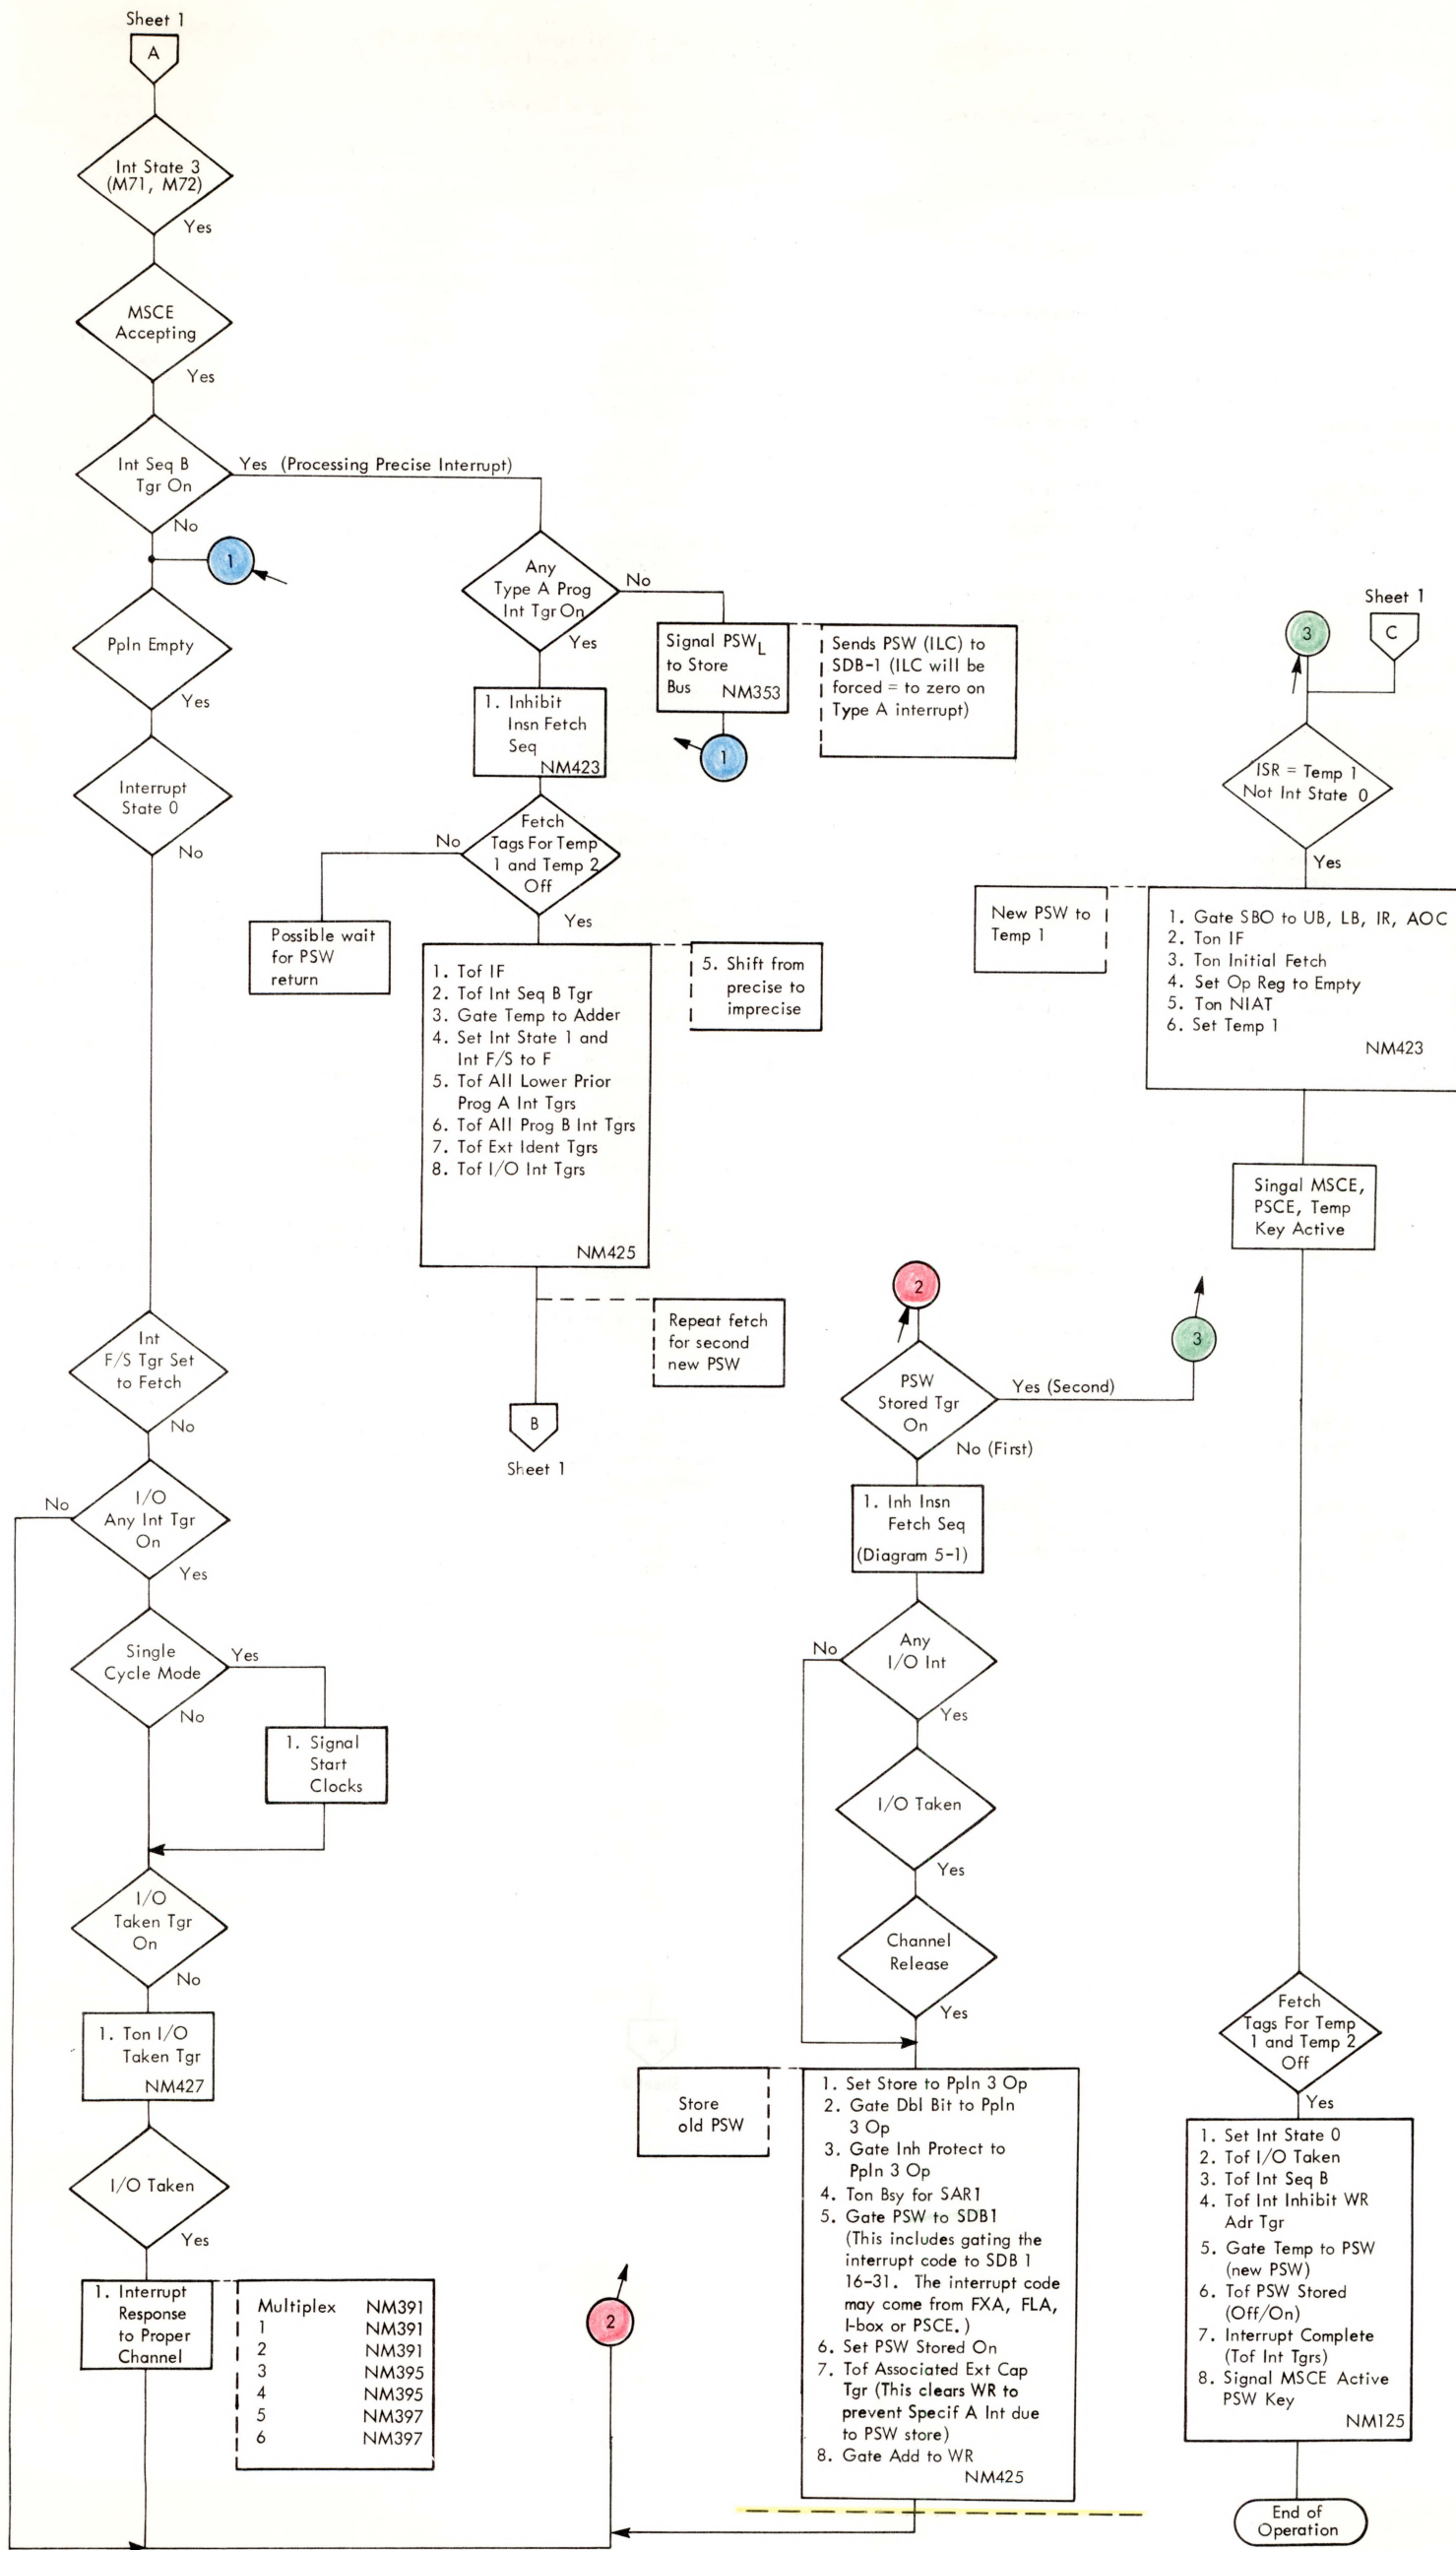 Sheet 1
A
Int State 3
(M71, M72)
Yes
MSCE
Accepting
Yes
Int Seq B
Tgr On
Yes (Processing Precise Interrupt)
No
1
Ppln Empty
Yes
Interrupt
State 0
No
Int
F/S Tgr Set
to Fetch
No
I/O
Any Int Tgr
On
No
Yes
Single
Cycle Mode
Yes
No
1. Signal
Start
Clocks
I/O
Taken Tgr
On
No
1. Ton I/O
Taken Tgr
NM427
I/O Taken
Yes
1. Interrupt
Response
to Proper
Channel
Multiplex NM391
1 NM391
2 NM391
3 NM395
4 NM395
5 NM397
6 NM397
Any
Type A Prog
Int Tgr On
No
Yes
Signal PSWL
to Store
Bus NM353
1
Sends PSW (ILC) to
SDB-1 (ILC will be
forced = to zero on
Type A interrupt)
1. Inhibit
Insn Fetch
Seq
NM423
Fetch
Tags For Temp
1 and Temp 2
Off
No
Yes
Possible wait
for PSW
return
1. Tof IF
2. Tof Int Seq B Tgr
3. Gate Temp to Adder
4. Set Int State 1 and
Int F/S to F
5. Tof All Lower Prior
Prog A Int Tgrs
6. Tof All Prog B Int Tgrs
7. Tof Ext Ident Tgrs
8. Tof I/O Int Tgrs
NM425
5. Shift from
precise to
imprecise
Repeat fetch
for second
new PSW
B
Sheet 1
2
2
PSW
Stored Tgr
On
Yes (Second)
3
No (First)
1. Inh Insn
Fetch Seq
(Diagram 5-1)
Any
I/O Int
No
Yes
I/O Taken
Yes
Channel
Release
Yes
Store
old PSW
1. Set Store to Ppln 3 Op
2. Gate Dbl Bit to Ppln
3 Op
3. Gate Inh Protect to
Ppln 3 Op
4. Ton Bsy for SAR1
5. Gate PSW to SDB1
(This includes gating the
interrupt code to SDB 1
16-31. The interrupt code
may come from FXA, FLA,
I-box or PSCE.)
6. Set PSW Stored On
7. Tof Associated Ext Cap
Tgr (This clears WR to
prevent Specif A Int due
to PSW store)
8. Gate Add to WR
NM425
3
Sheet 1
C
ISR = Temp 1
Not Int State 0
Yes
New PSW to
Temp 1
1. Gate SBO to UB, LB, IR, AOC
2. Ton IF
3. Ton Initial Fetch
4. Set Op Reg to Empty
5. Ton NIAT
6. Set Temp 1
NM423
Singal MSCE,
PSCE, Temp
Key Active
Fetch
Tags For Temp
1 and Temp 2
Off
Yes
1. Set Int State 0
2. Tof I/O Taken
3. Tof Int Seq B
4. Tof Int Inhibit WR
Adr Tgr
5. Gate Temp to PSW
(new PSW)
6. Tof PSW Stored
(Off/On)
7. Interrupt Complete
(Tof Int Tgrs)
8. Signal MSCE Active
PSW Key
NM125
End of
Operation